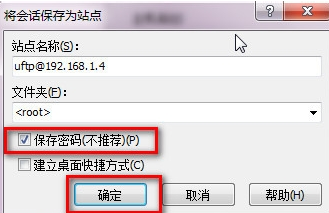 将会话保存为站点
站点名称(S):
uftp@192.168.1.4
文件夹(F):
<root>
保存密码(不推荐)(P)
建立桌面快捷方式(C)
确定 取消 帮助(H)